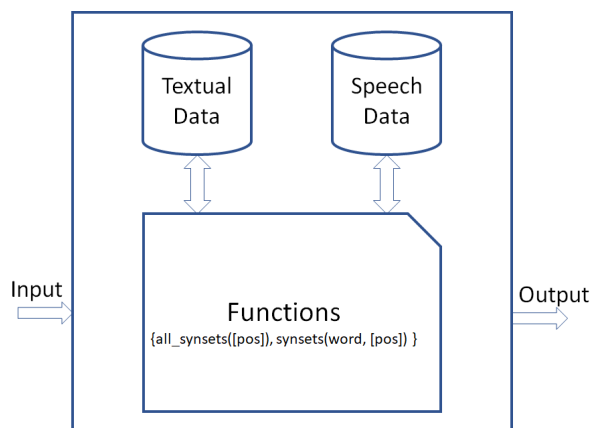 Textual
Data
Speech
Data
Input
Functions
{all_synsets([pos]), synsets(word, [pos]) }
Output